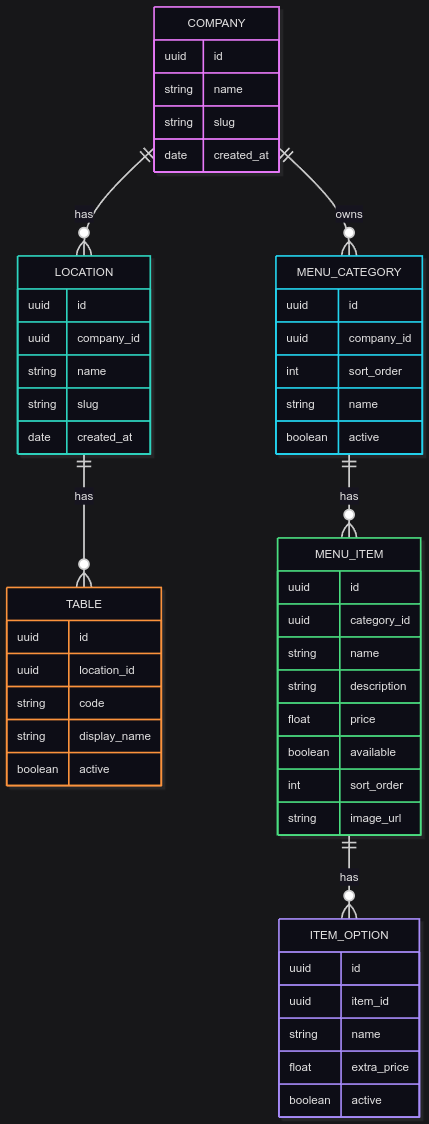 COMPANY
uuid id
string name
string slug
date created_at
has
owns
LOCATION
uuid id
uuid company_id
string name
string slug
date created_at
MENU_CATEGORY
uuid id
uuid company_id
int sort_order
string name
boolean active
has
has
TABLE
uuid id
uuid location_id
string code
string display_name
boolean active
MENU_ITEM
uuid id
uuid category_id
string name
string description
float price
boolean available
int sort_order
string image_url
has
ITEM_OPTION
uuid id
uuid item_id
string name
float extra_price
boolean active